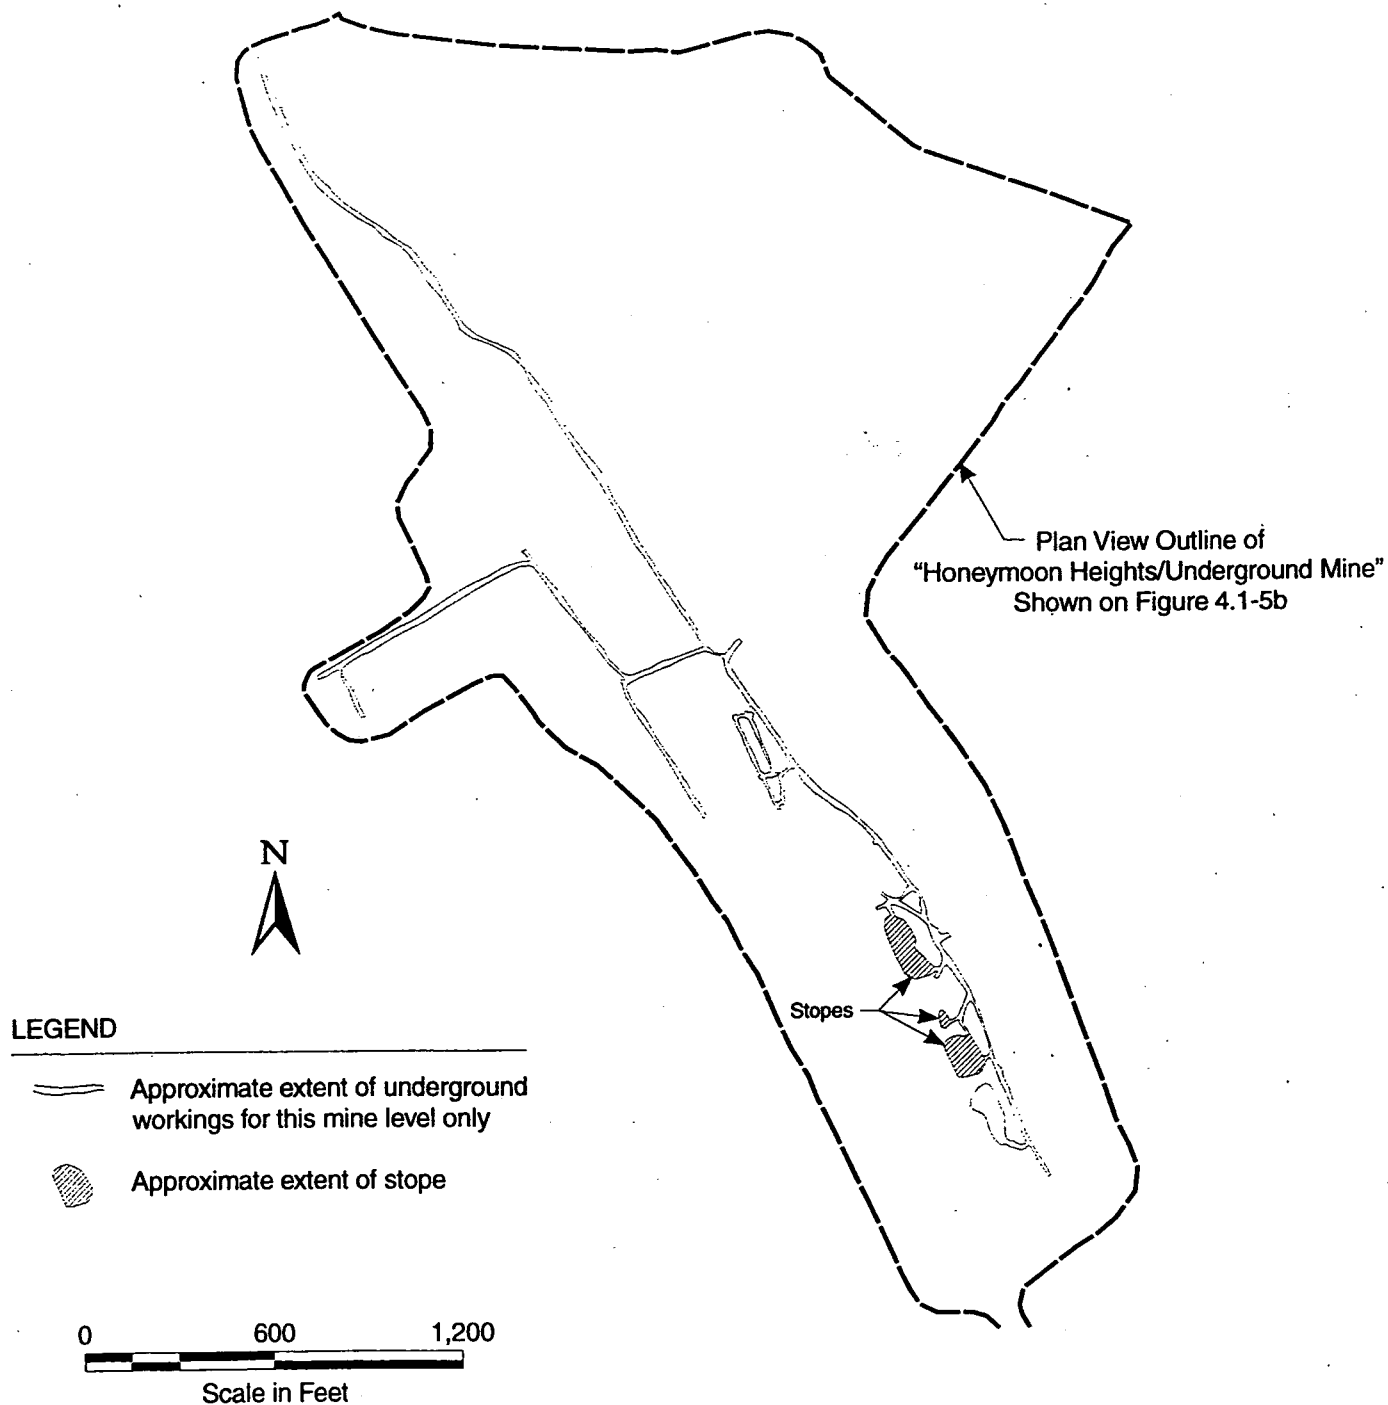 Plan View Outline of
“Honeymoon Heights/Underground Mine”
Shown on Figure 4.1-5b
N
Stopes
LEGEND
Approximate extent of underground
workings for this mine level only
Approximate extent of stope
0 600 1,200
Scale in Feet